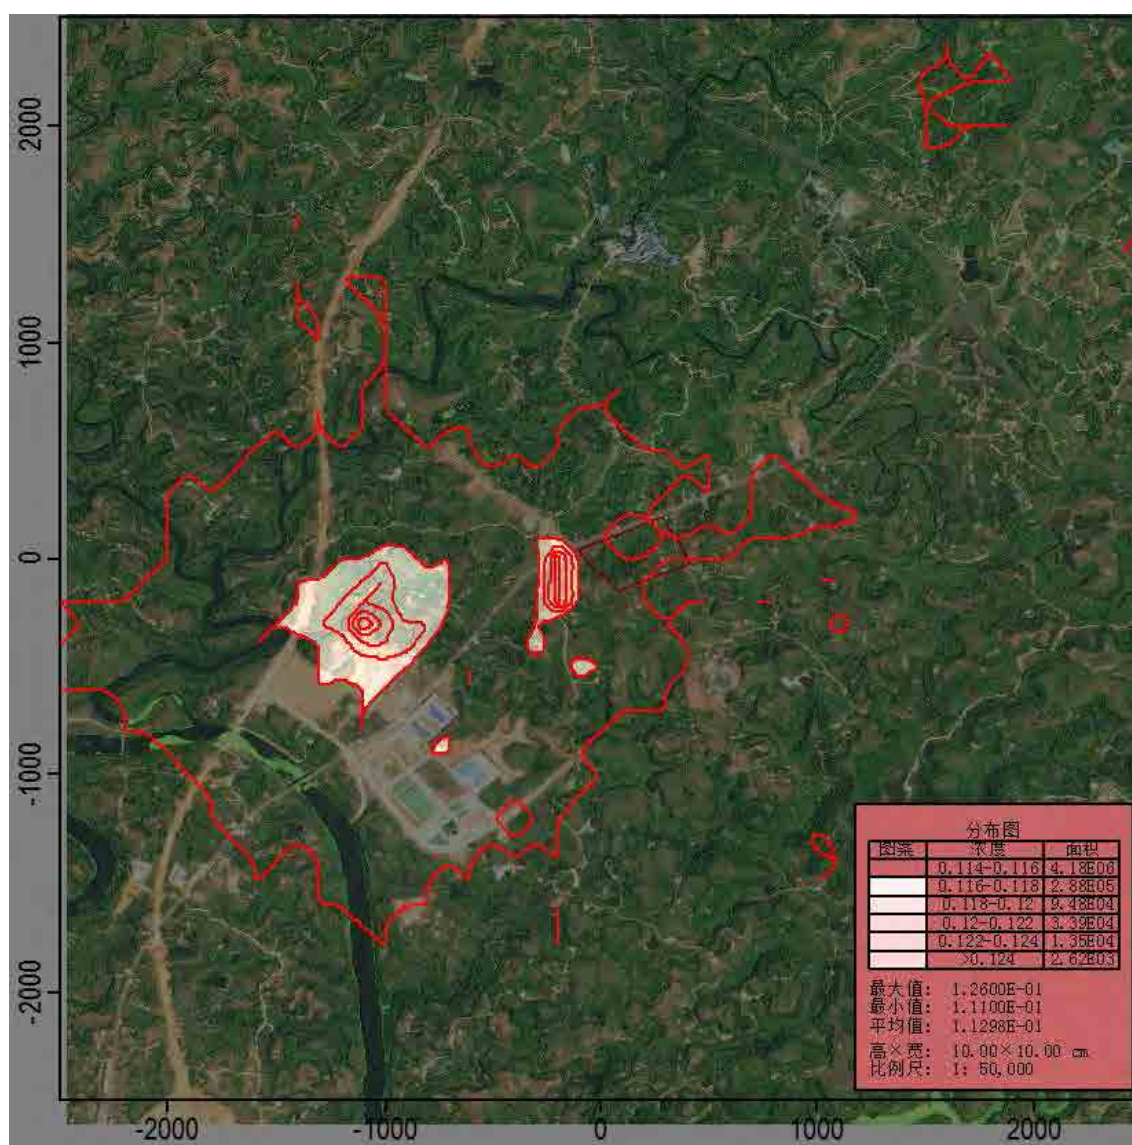 2000
1000
0
-1000
-2000
-2000 -1000 0 1000 2000
分布图
图案 浓度 面积
0.114-0.116 4.18E06
0.116-0.118 2.88E05
0.118-0.12 9.48E04
0.12-0.122 3.39E04
0.122-0.124 1.35E04
>0.124 2.62E03
最大值: 1.2600E-01
最小值: 1.1100E-01
平均值: 1.1298E-01
高×宽: 10.00×10.00 cm
比例尺: 1: 50,000